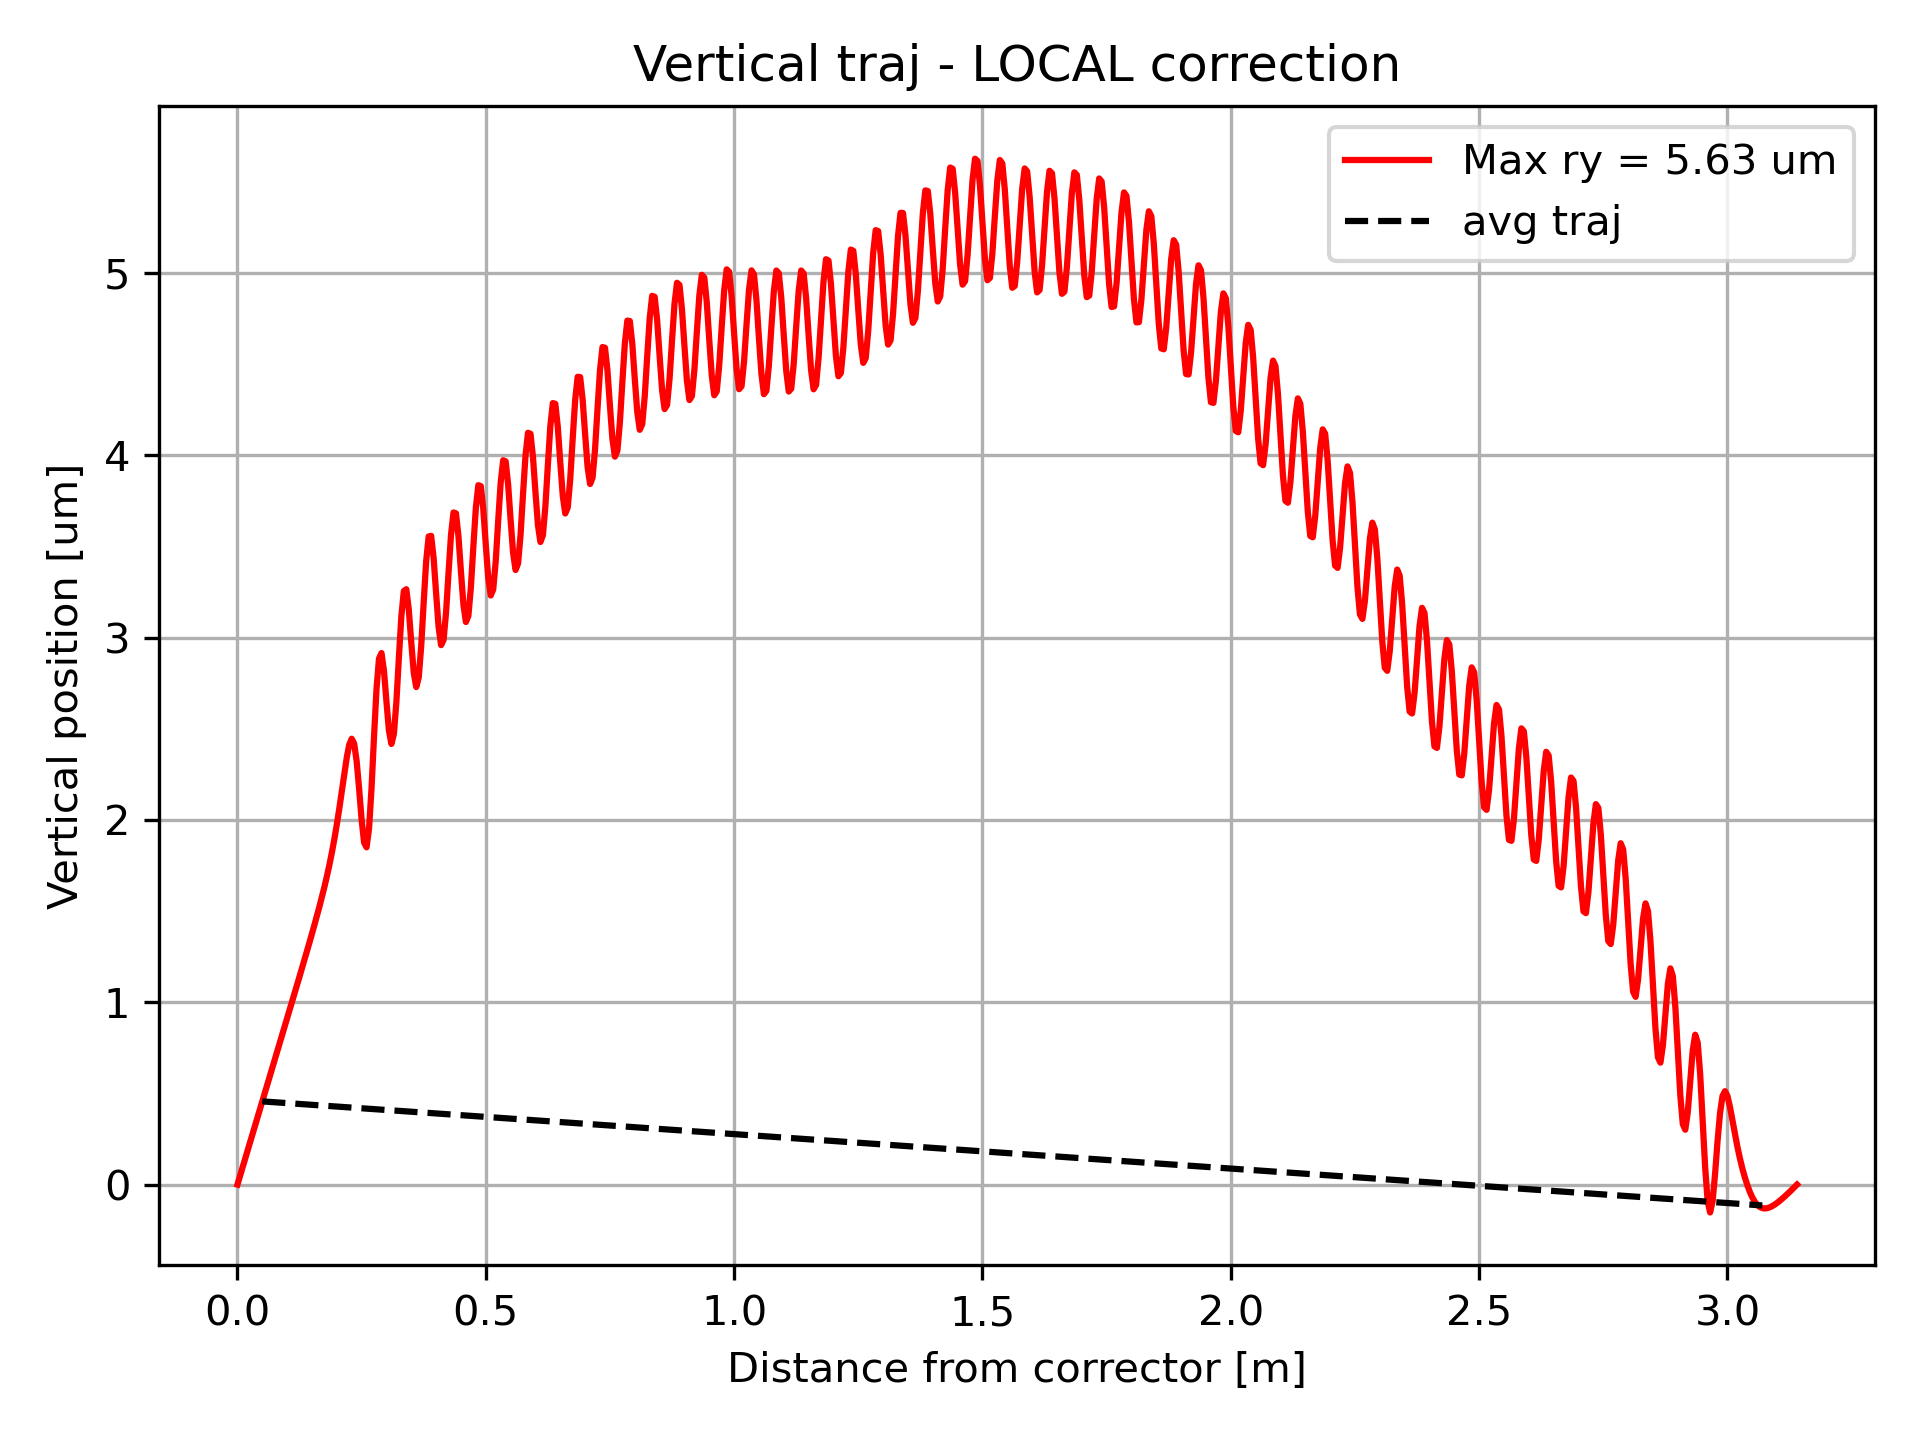 Vertical traj - LOCAL correction
Max ry = 5.63 um
avg traj
Vertical position [um]
5
4
3
2
1
0
0.0 0.5 1.0 1.5 2.0 2.5 3.0
Distance from corrector [m]